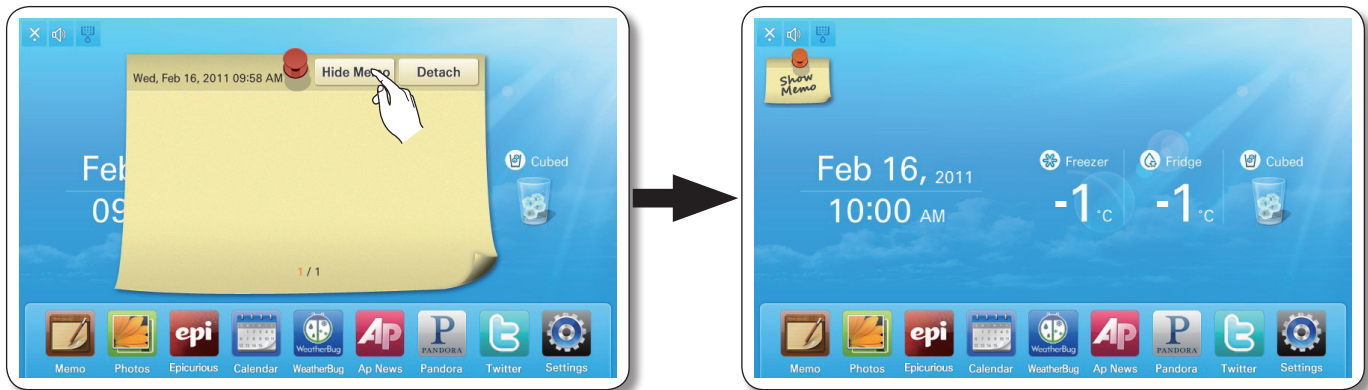 Wed, Feb 16, 2011 09:58 AM
Hide Memo
Detach
Feb
09
Cubed
1 / 1
epi
AP
P
PANDORA
WeatherBug
Memo
Photos
Epicurious
Calendar
WeatherBug
Ap News
Pandora
Twitter
Settings
Show
Memo
Feb 16, 2011
10:00 AM
Freezer
-1 °C
Fridge
-1 °C
Cubed
epi
AP
P
PANDORA
WeatherBug
Memo
Photos
Epicurious
Calendar
WeatherBug
Ap News
Pandora
Twitter
Settings